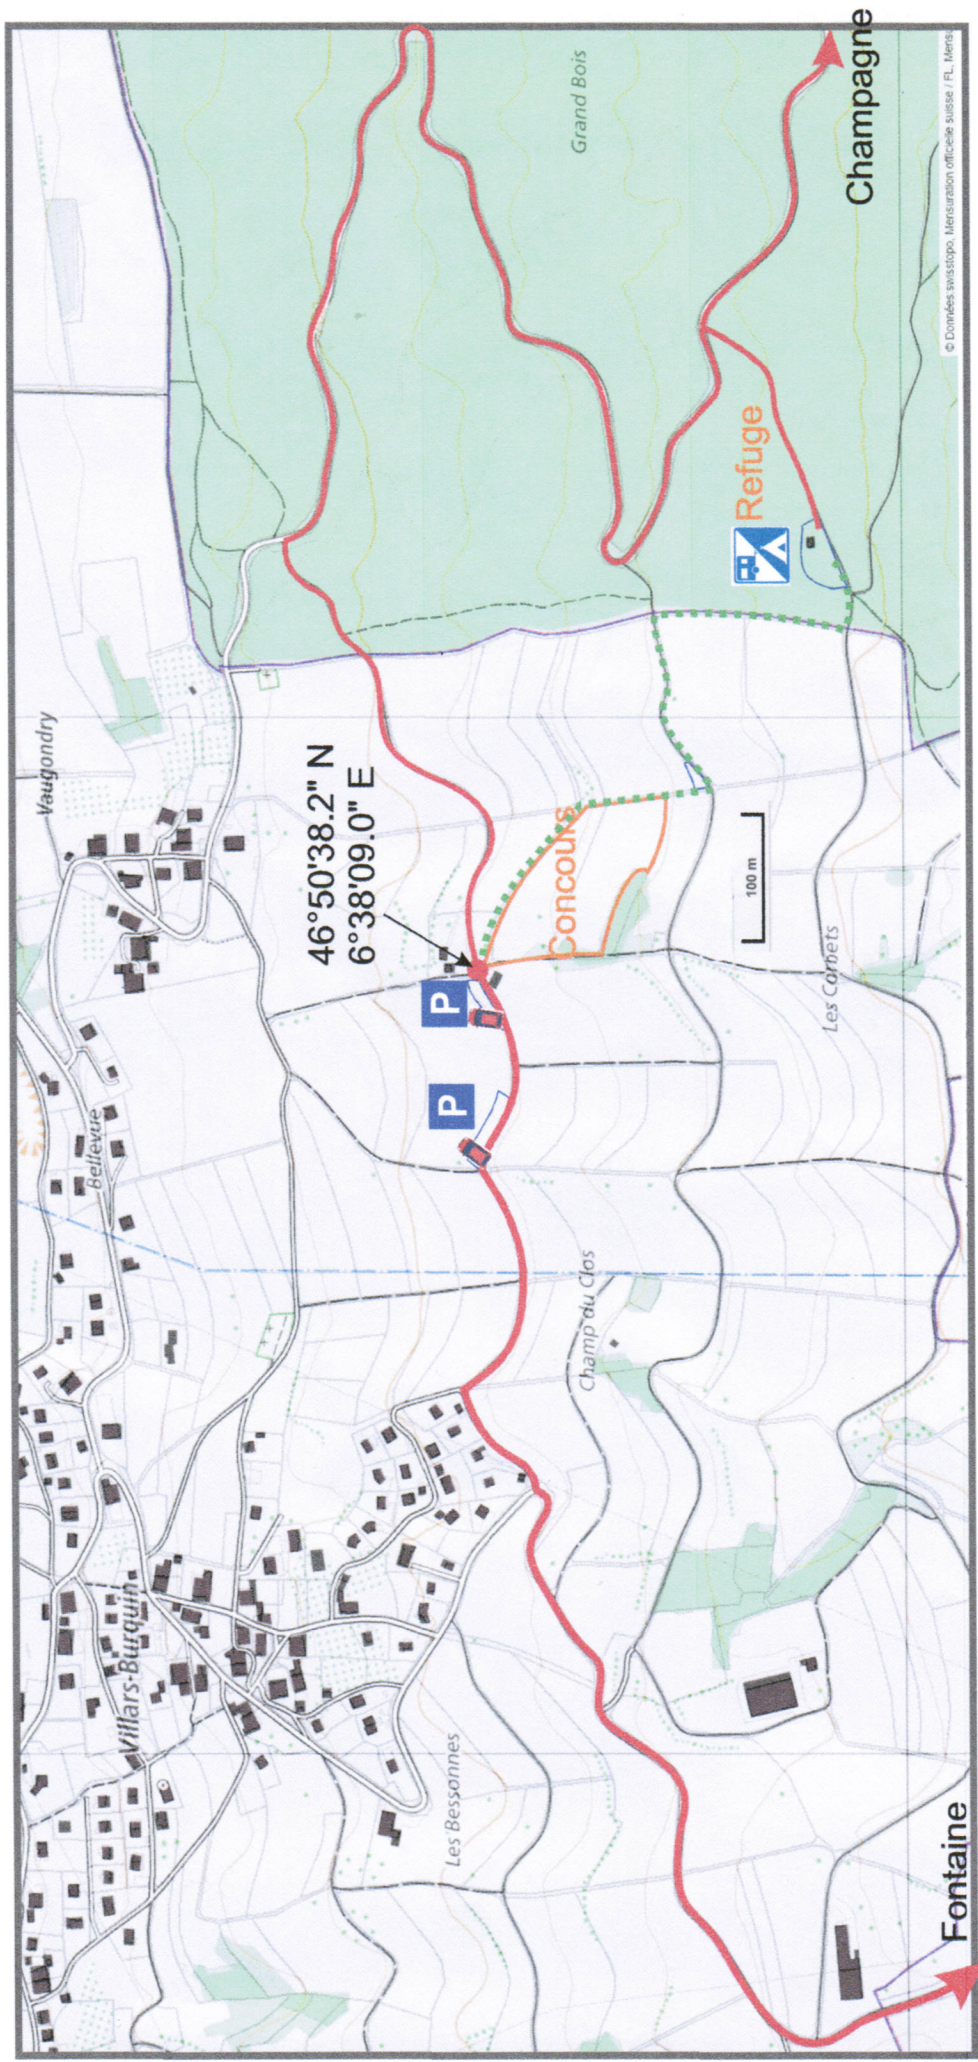 Fontaine
Villars-Burquin
Les Bessonnes
Bellevue
Champ du Clos
Vaugondry
P
P
46°50'38.2" N
6°38'09.0" E
Concours
100 m
Les Corbets
Refuge
Grand Bois
Champagne
© Données swisstopo, Mensuration officielle suisse / FL, Mens